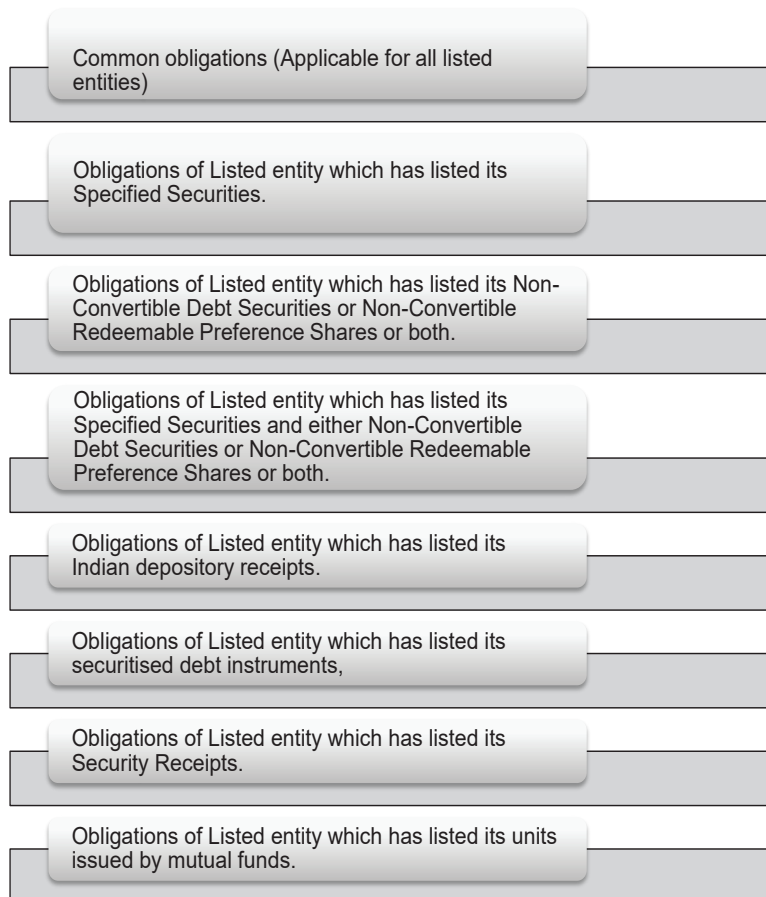 Common obligations (Applicable for all listed
entities)
Obligations of Listed entity which has listed its
Specified Securities.
Obligations of Listed entity which has listed its Non-
Convertible Debt Securities or Non-Convertible
Redeemable Preference Shares or both.
Obligations of Listed entity which has listed its
Specified Securities and either Non-Convertible
Debt Securities or Non-Convertible Redeemable
Preference Shares or both.
Obligations of Listed entity which has listed its
Indian depository receipts.
Obligations of Listed entity which has listed its
securitised debt instruments,
Obligations of Listed entity which has listed its
Security Receipts.
Obligations of Listed entity which has listed its units
issued by mutual funds.